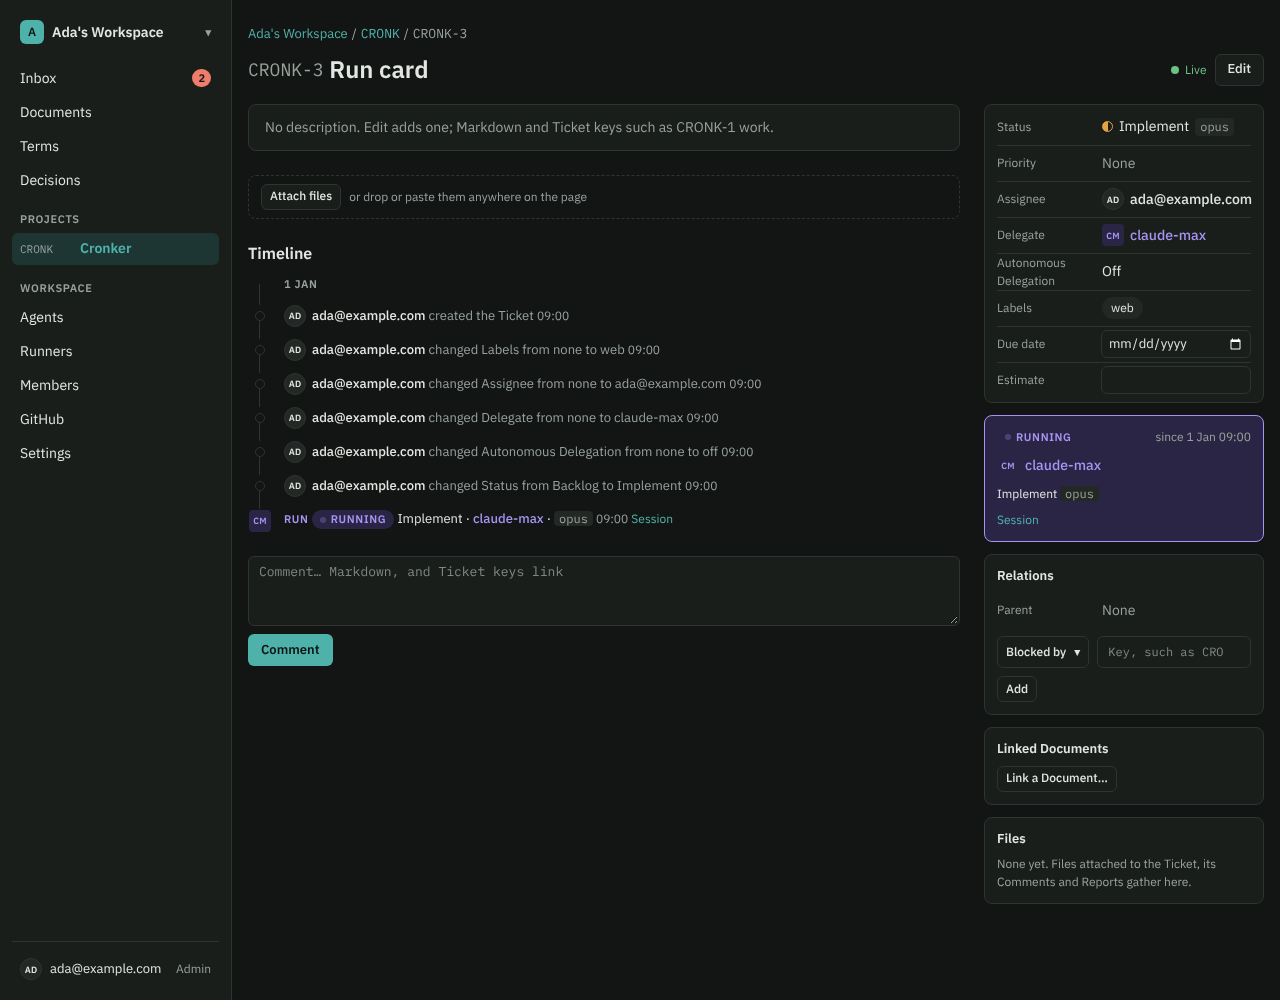 A Ada's Workspace ▾
Inbox 2
Documents
Terms
Decisions
PROJECTS
CRONK Cronker
WORKSPACE
Agents
Runners
Members
GitHub
Settings
AD ada@example.com Admin
Ada's Workspace / CRONK / CRONK-3
CRONK-3 Run card
Live Edit
No description. Edit adds one; Markdown and Ticket keys such as CRONK-1 work.
Attach files or drop or paste them anywhere on the page
Timeline
1 JAN
AD ada@example.com created the Ticket 09:00
AD ada@example.com changed Labels from none to web 09:00
AD ada@example.com changed Assignee from none to ada@example.com 09:00
AD ada@example.com changed Delegate from none to claude-max 09:00
AD ada@example.com changed Autonomous Delegation from none to off 09:00
AD ada@example.com changed Status from Backlog to Implement 09:00
CM RUN RUNNING Implement · claude-max · opus 09:00 Session
Comment… Markdown, and Ticket keys link
Comment
Status Implement opus
Priority None
Assignee AD ada@example.com
Delegate CM claude-max
Autonomous Delegation Off
Labels web
Due date mm/dd/yyyy
Estimate
RUNNING since 1 Jan 09:00
CM claude-max
Implement opus
Session
Relations
Parent None
Blocked by ▾ Key, such as CRO
Add
Linked Documents
Link a Document…
Files
None yet. Files attached to the Ticket, its
Comments and Reports gather here.